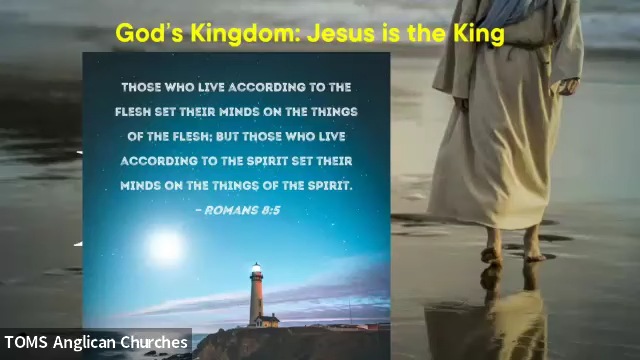 God's Kingdom: Jesus is the King
THOSE WHO LIVE ACCORDING TO THE
FLESH SET THEIR MINDS ON THE THINGS
OF THE FLESH; BUT THOSE WHO LIVE
ACCORDING TO THE SPIRIT SET THEIR
MINDS ON THE THINGS OF THE SPIRIT.
- ROMANS 8:5
TOMS Anglican Churches